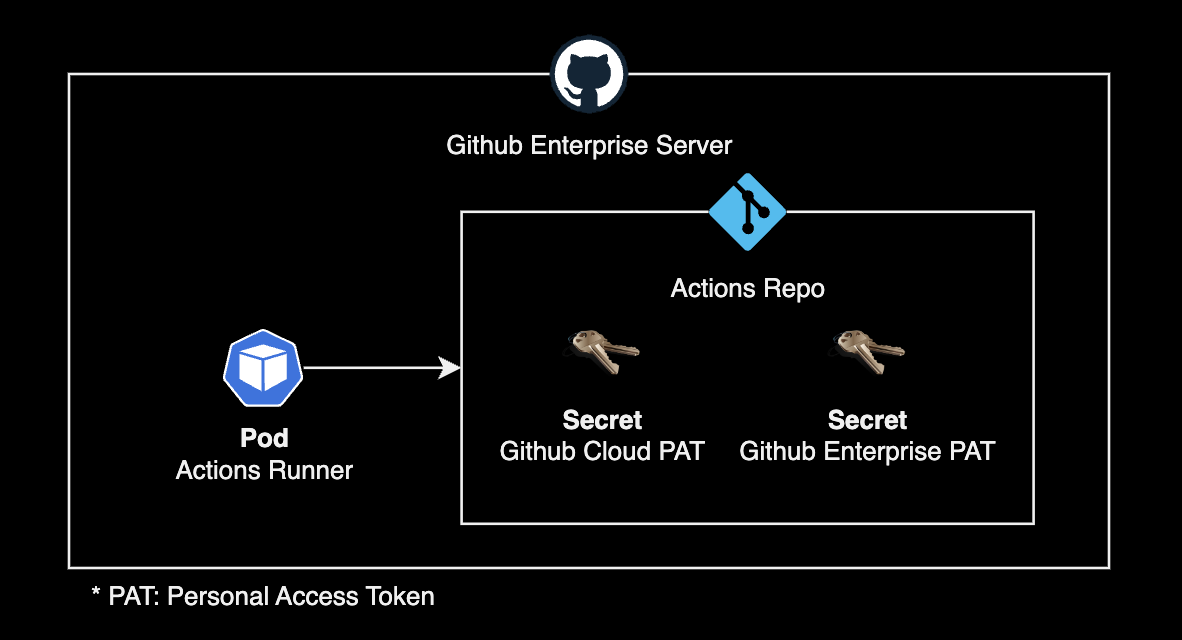 Github Enterprise Server
Actions Repo
Pod
Actions Runner
Secret
Github Cloud PAT
Secret
Github Enterprise PAT
* PAT: Personal Access Token